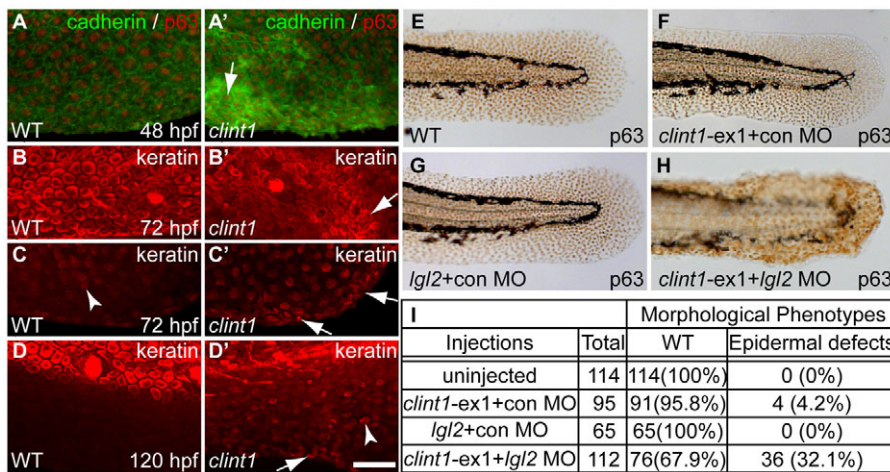 A cadherin / p63 WT 48 hpf
A' cadherin / p63 clint1
B keratin WT 72 hpf
B' keratin clint1
C keratin WT 72 hpf
C' keratin clint1
D keratin WT 120 hpf
D' keratin clint1
E WT p63
F clint1-ex1+con MO p63
G lgl2+con MO p63
H clint1-ex1+lgl2 MO p63
I Morphological Phenotypes
Injections Total WT Epidermal defects
uninjected 114 114(100%) 0 (0%)
clint1-ex1+con MO 95 91(95.8%) 4 (4.2%)
lgl2+con MO 65 65(100%) 0 (0%)
clint1-ex1+lgl2 MO 112 76(67.9%) 36 (32.1%)